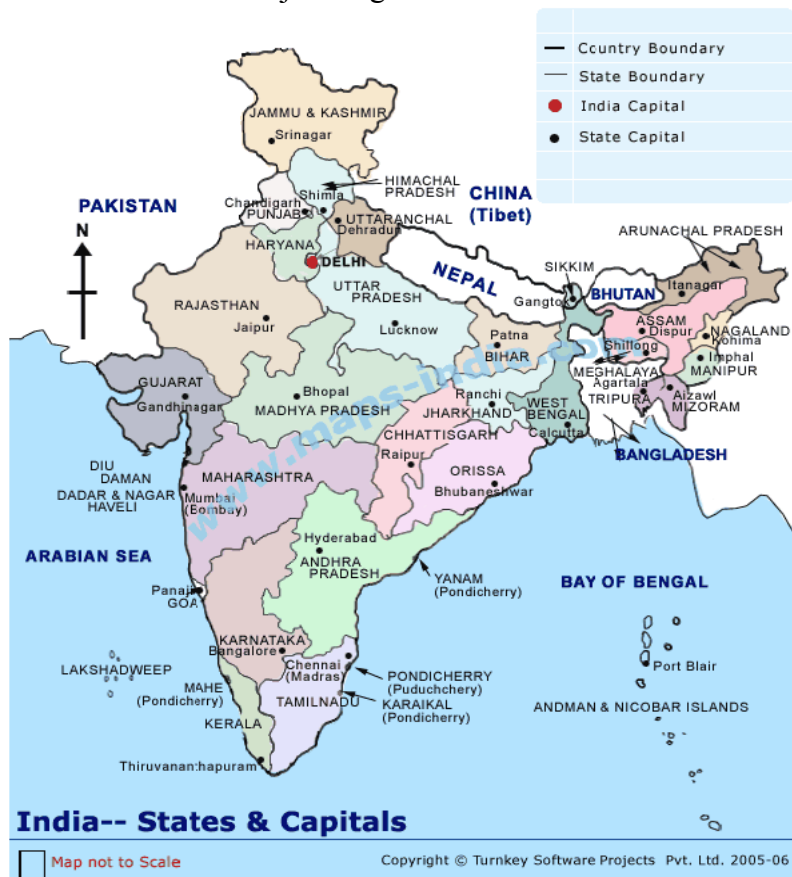 Country Boundary
State Boundary
India Capital
State Capital
JAMMU & KASHMIR
Srinagar
HIMACHAL
PRADESH
Shimla
CHINA
(Tibet)
PAKISTAN
Chandigarh
PUNJAB
UTTARANCHAL
Dehradun
N
HARYANA
DELHI
ARUNACHAL PRADESH
NEPAL
SIKKIM
Gangtok
BHUTAN
Itanagar
UTTAR
PRADESH
RAJASTHAN
Jaipur
Lucknow
Patna
BIHAR
ASSAM
Dispur
NAGALAND
Kohima
Shillong
MEGHALAYA
Imphal
MANIPUR
Agartala
TRIPURA
Aizawl
MIZORAM
GUJARAT
Gandhinagar
Bhopal
MADHYA PRADESH
Ranchi
JHARKHAND
WEST
BENGAL
Calcutta
CHHATTISGARH
Raipur
BANGLADESH
DIU
DAMAN
DADAR & NAGAR
HAVELI
MAHARASHTRA
Mumbai
(Bombay)
ORISSA
Bhubaneshwar
www.maps-india.com
Hyderabad
ANDHRA
PRADESH
ARABIAN SEA
YANAM
(Pondicherry)
BAY OF BENGAL
Panaji
GOA
KARNATAKA
Bangalore
Chennai
(Madras)
LAKSHADWEEP
MAHE
(Pondicherry)
PONDICHERRY
(Puduchchery)
TAMILNADU
KARAIKAL
(Pondicherry)
KERALA
Port Blair
ANDMAN & NICOBAR ISLANDS
Thiruvananthapuram
India-- States & Capitals
Map not to Scale
Copyright © Turnkey Software Projects Pvt. Ltd. 2005-06